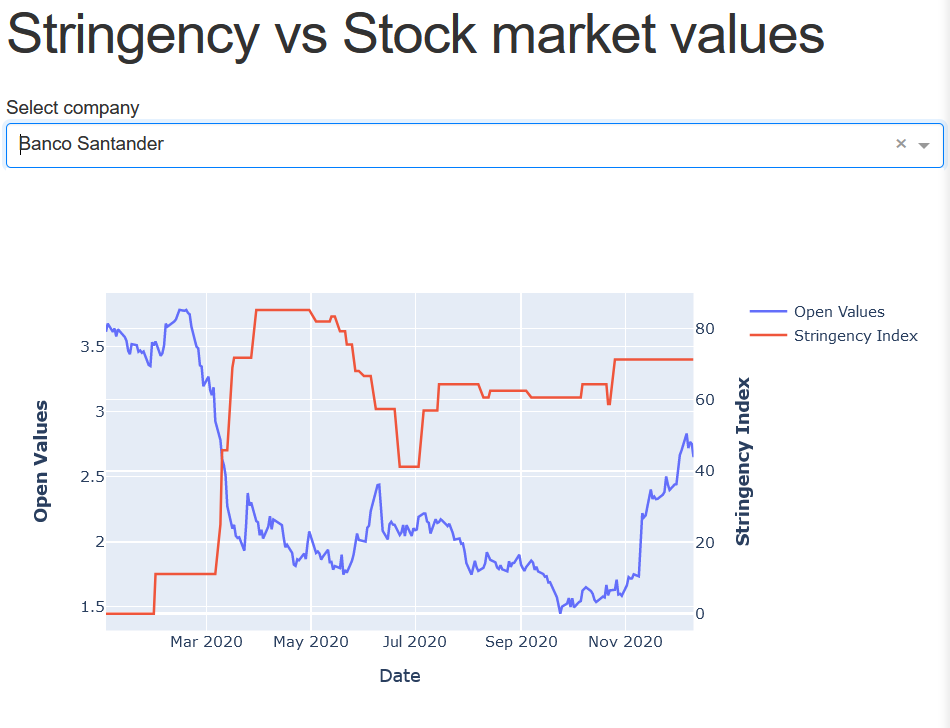 Stringency vs Stock market values
Select company
Banco Santander
×
Open Values
Stringency Index
3.5
3
2.5
2
1.5
80
60
40
20
0
Open Values
Stringency Index
Mar 2020 May 2020 Jul 2020 Sep 2020 Nov 2020
Date